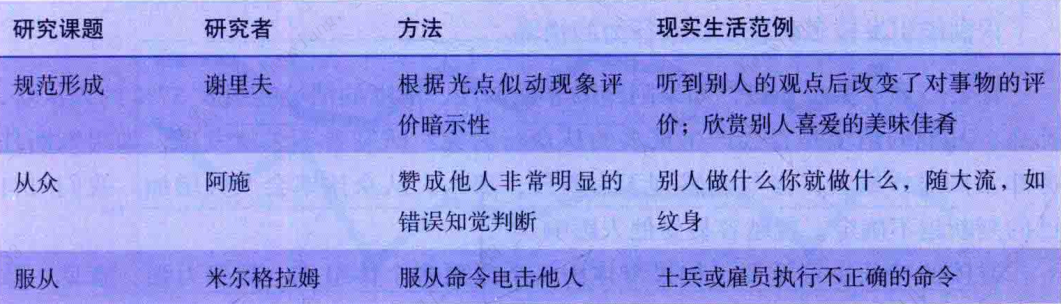 研究课题 研究者 方法 现实生活范例
规范形成 谢里夫 根据光点似动现象评 听到别人的观点后改变了对事物的评
价暗示性 价；欣赏别人喜爱的美味佳肴
从众 阿施 赞成他人非常明显的 别人做什么你就做什么，随大流，如
错误知觉判断 纹身
服从 米尔格拉姆 服从命令电击他人 士兵或雇员执行不正确的命令